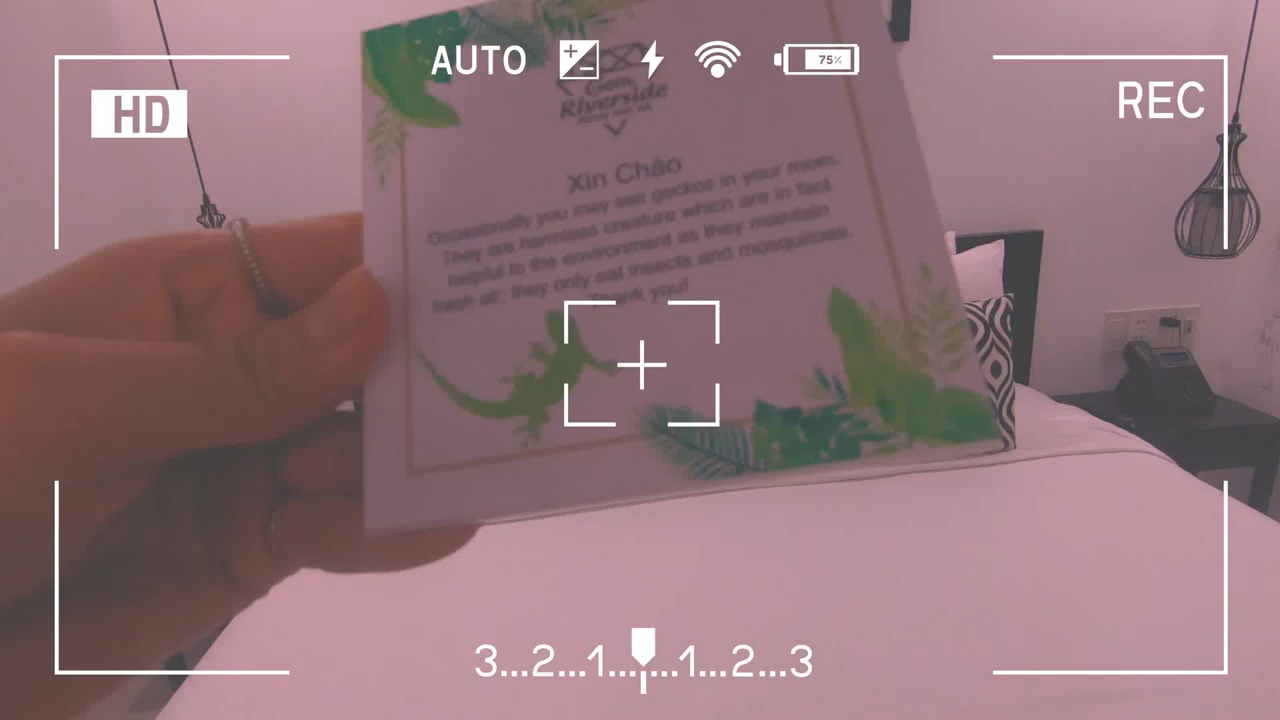 AUTO
75%
HD
REC
Gem
Riverside
Xin Chào
Occasionally you may see geckos in your room.
They are harmless creature which are in fact
helpful to the environment as they maintain
fresh air; they only eat insects and mosquitoes.
Thank you!
3...2...1......1...2...3